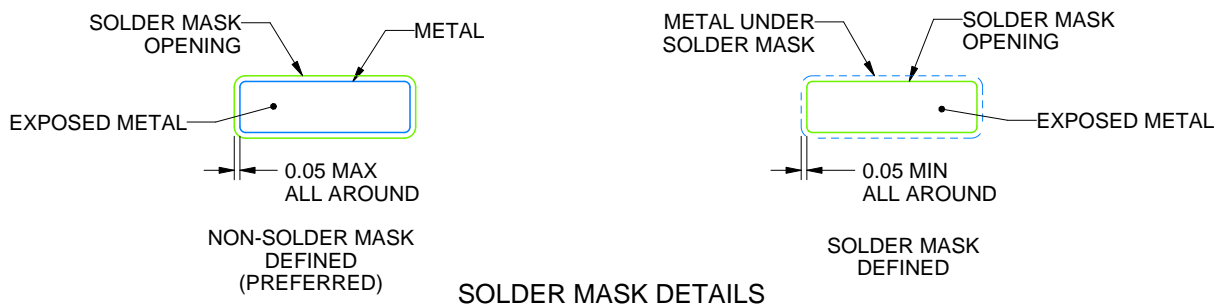 SOLDER MASK
OPENING
METAL
EXPOSED METAL
0.05 MAX
ALL AROUND
NON-SOLDER MASK
DEFINED
(PREFERRED)
METAL UNDER
SOLDER MASK
SOLDER MASK
OPENING
EXPOSED METAL
0.05 MIN
ALL AROUND
SOLDER MASK
DEFINED
SOLDER MASK DETAILS